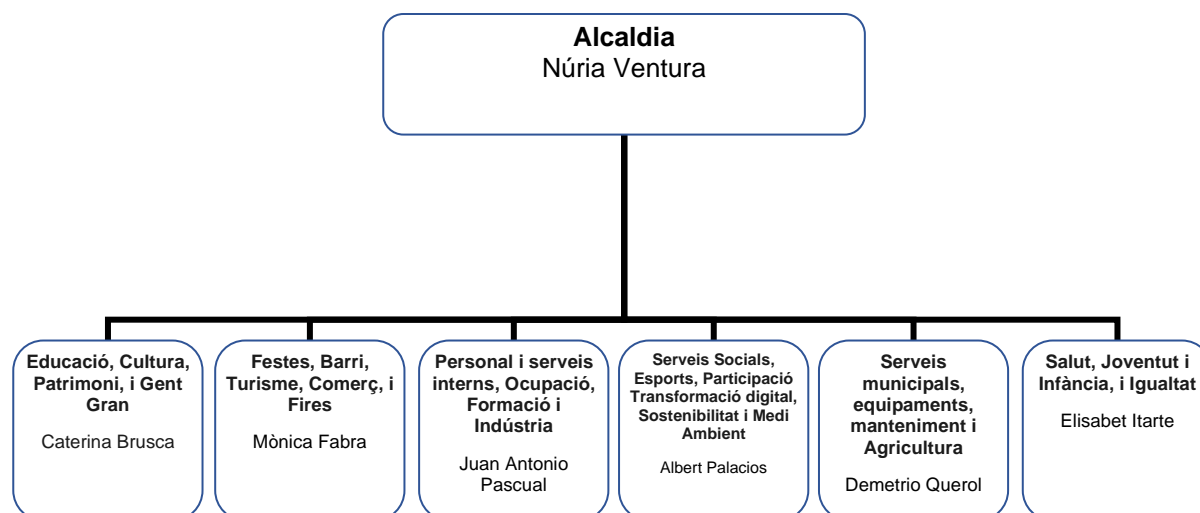 Alcaldia
Núria Ventura
Educació, Cultura,
Patrimoni, i Gent
Gran
Caterina Brusca
Festes, Barri,
Turisme, Comerç, i
Fires
Mònica Fabra
Personal i serveis
interns, Ocupació,
Formació i
Indústria
Juan Antonio
Pascual
Serveis Socials,
Esports, Participació
Transformació digital,
Sostenibilitat i Medi
Ambient
Albert Palacios
Serveis
municipals,
equipaments,
manteniment i
Agricultura
Demetrio Querol
Salut, Joventut i
Infància, i Igualtat
Elisabet Itarte